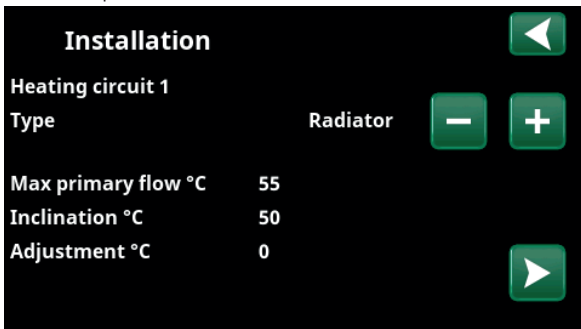 Installation
Heating circuit 1
Type Radiator - +
Max primary flow °C 55
Inclination °C 50
Adjustment °C 0